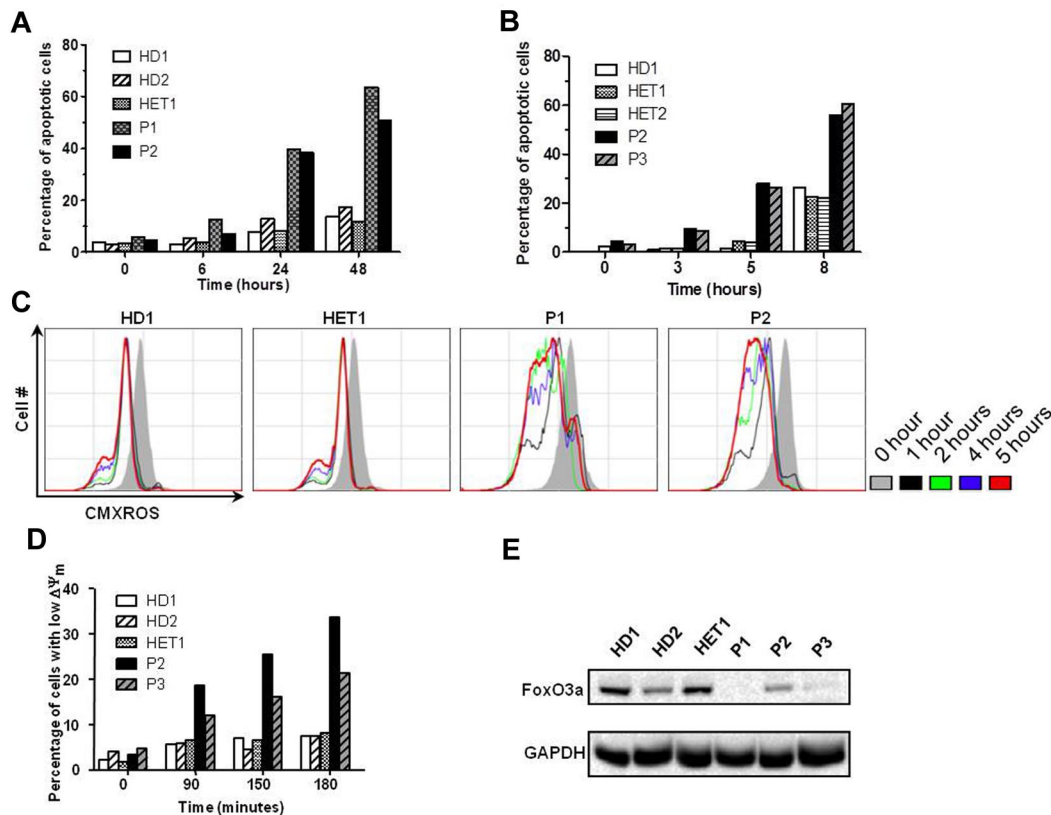 A
Percentage of apoptotic cells
80
60
40
20
0
HD1
HD2
HET1
P1
P2
0 6 24 48
Time (hours)
B
Percentage of apoptotic cells
80
60
40
20
0
HD1
HET1
HET2
P2
P3
0 3 5 8
Time (hours)
C
HD1 HET1 P1 P2
Cell #
CMXROS
0 hour
1 hour
2 hours
4 hours
5 hours
D
Percentage of cells with low ΔΨm
40
30
20
10
0
HD1
HD2
HET1
P2
P3
0 90 150 180
Time (minutes)
E
HD1 HD2 HET1 P1 P2 P3
FoxO3a
GAPDH